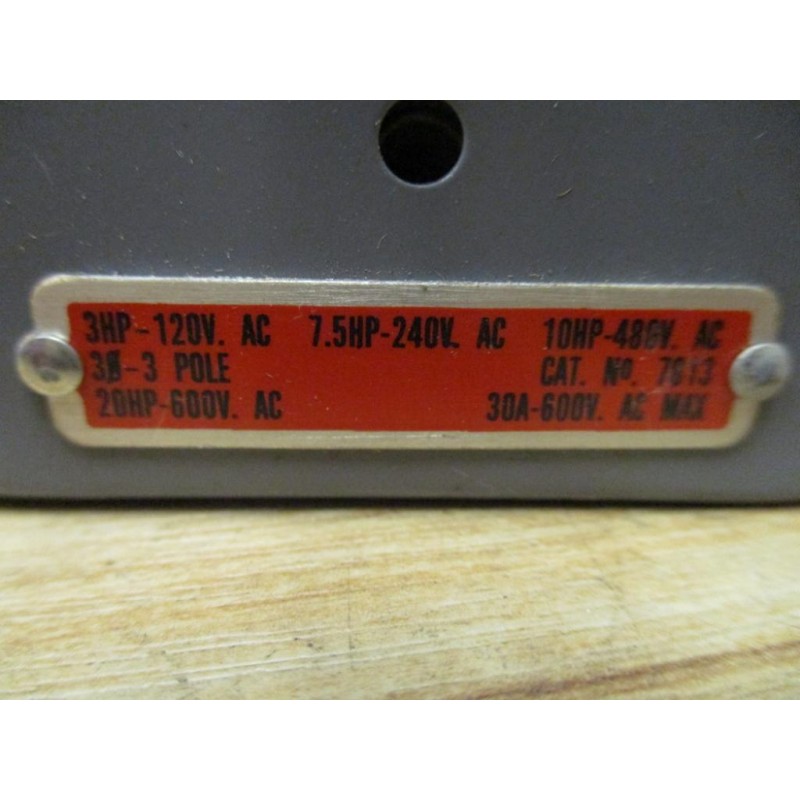 3HP-120V. AC 7.5HP-240V. AC 10HP-480V. AC
3Ø-3 POLE CAT. No. 7813
20HP-600V. AC 30A-600V. AC MAX